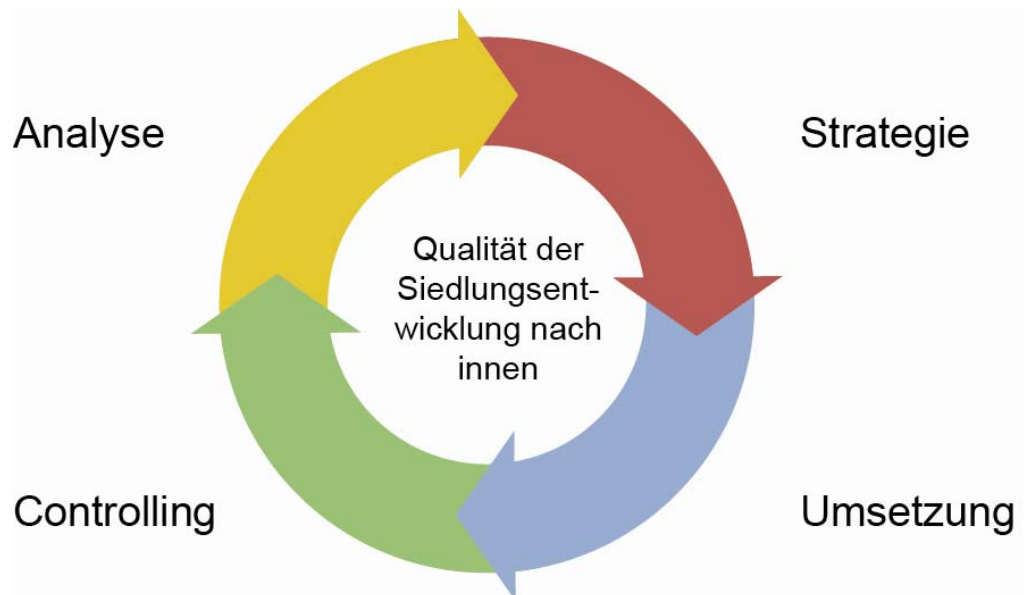 Analyse
Strategie
Qualität der
Siedlungsent-
wicklung nach
innen
Controlling
Umsetzung